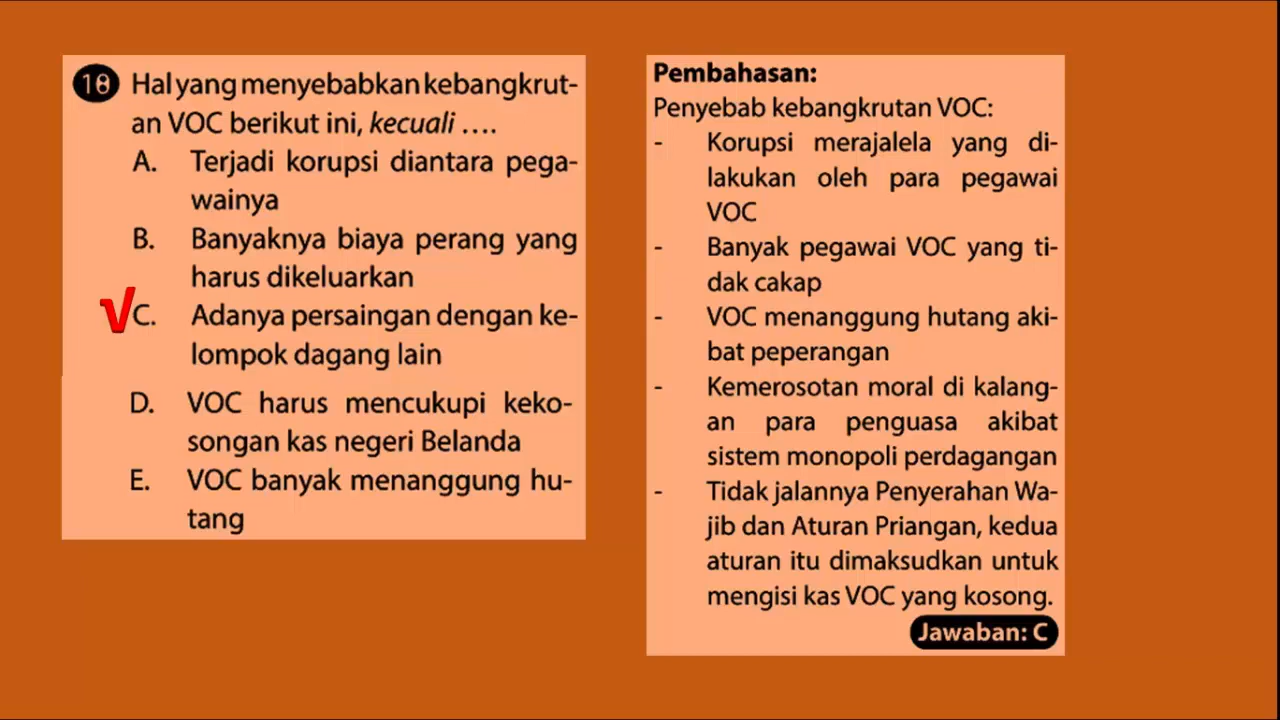 18 Hal yang menyebabkan kebangkrut-
an VOC berikut ini, kecuali ….
A. Terjadi korupsi diantara pega-
wainya
B. Banyaknya biaya perang yang
harus dikeluarkan
√C. Adanya persaingan dengan ke-
lompok dagang lain
D. VOC harus mencukupi keko-
songan kas negeri Belanda
E. VOC banyak menanggung hu-
tang
Pembahasan:
Penyebab kebangkrutan VOC:
- Korupsi merajalela yang di-
lakukan oleh para pegawai
VOC
- Banyak pegawai VOC yang ti-
dak cakap
- VOC menanggung hutang aki-
bat peperangan
- Kemerosotan moral di kalang-
an para penguasa akibat
sistem monopoli perdagangan
- Tidak jalannya Penyerahan Wa-
jib dan Aturan Priangan, kedua
aturan itu dimaksudkan untuk
mengisi kas VOC yang kosong.
Jawaban: C